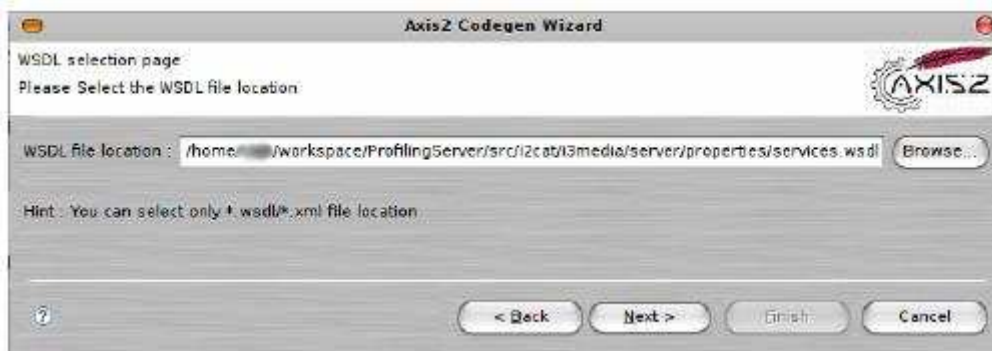 Axis2 Codegen Wizard
WSDL selection page
Please Select the WSDL file location
AXIS2
WSDL file location : /home/ /workspace/ProfilingServer/src/i2cat/i3media/server/properties/services.wsdl Browse...
Hint : You can select only *.wsdl/*.xml file location
? < Back Next > Finish Cancel